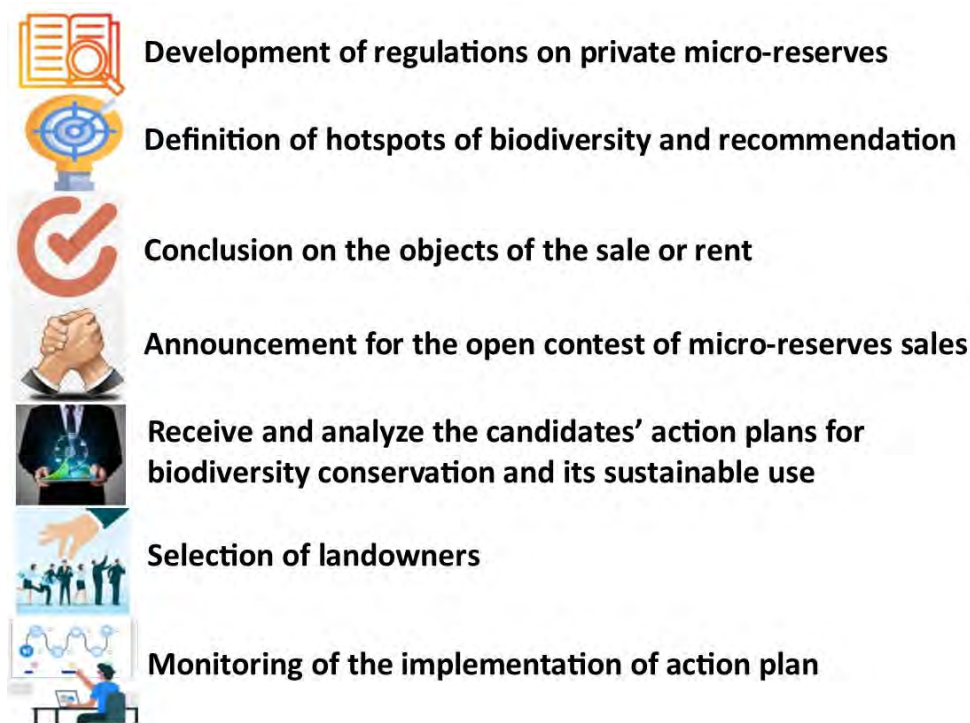 Development of regulations on private micro-reserves
Definition of hotspots of biodiversity and recommendation
Conclusion on the objects of the sale or rent
Announcement for the open contest of micro-reserves sales
Receive and analyze the candidates’ action plans for
biodiversity conservation and its sustainable use
Selection of landowners
Monitoring of the implementation of action plan